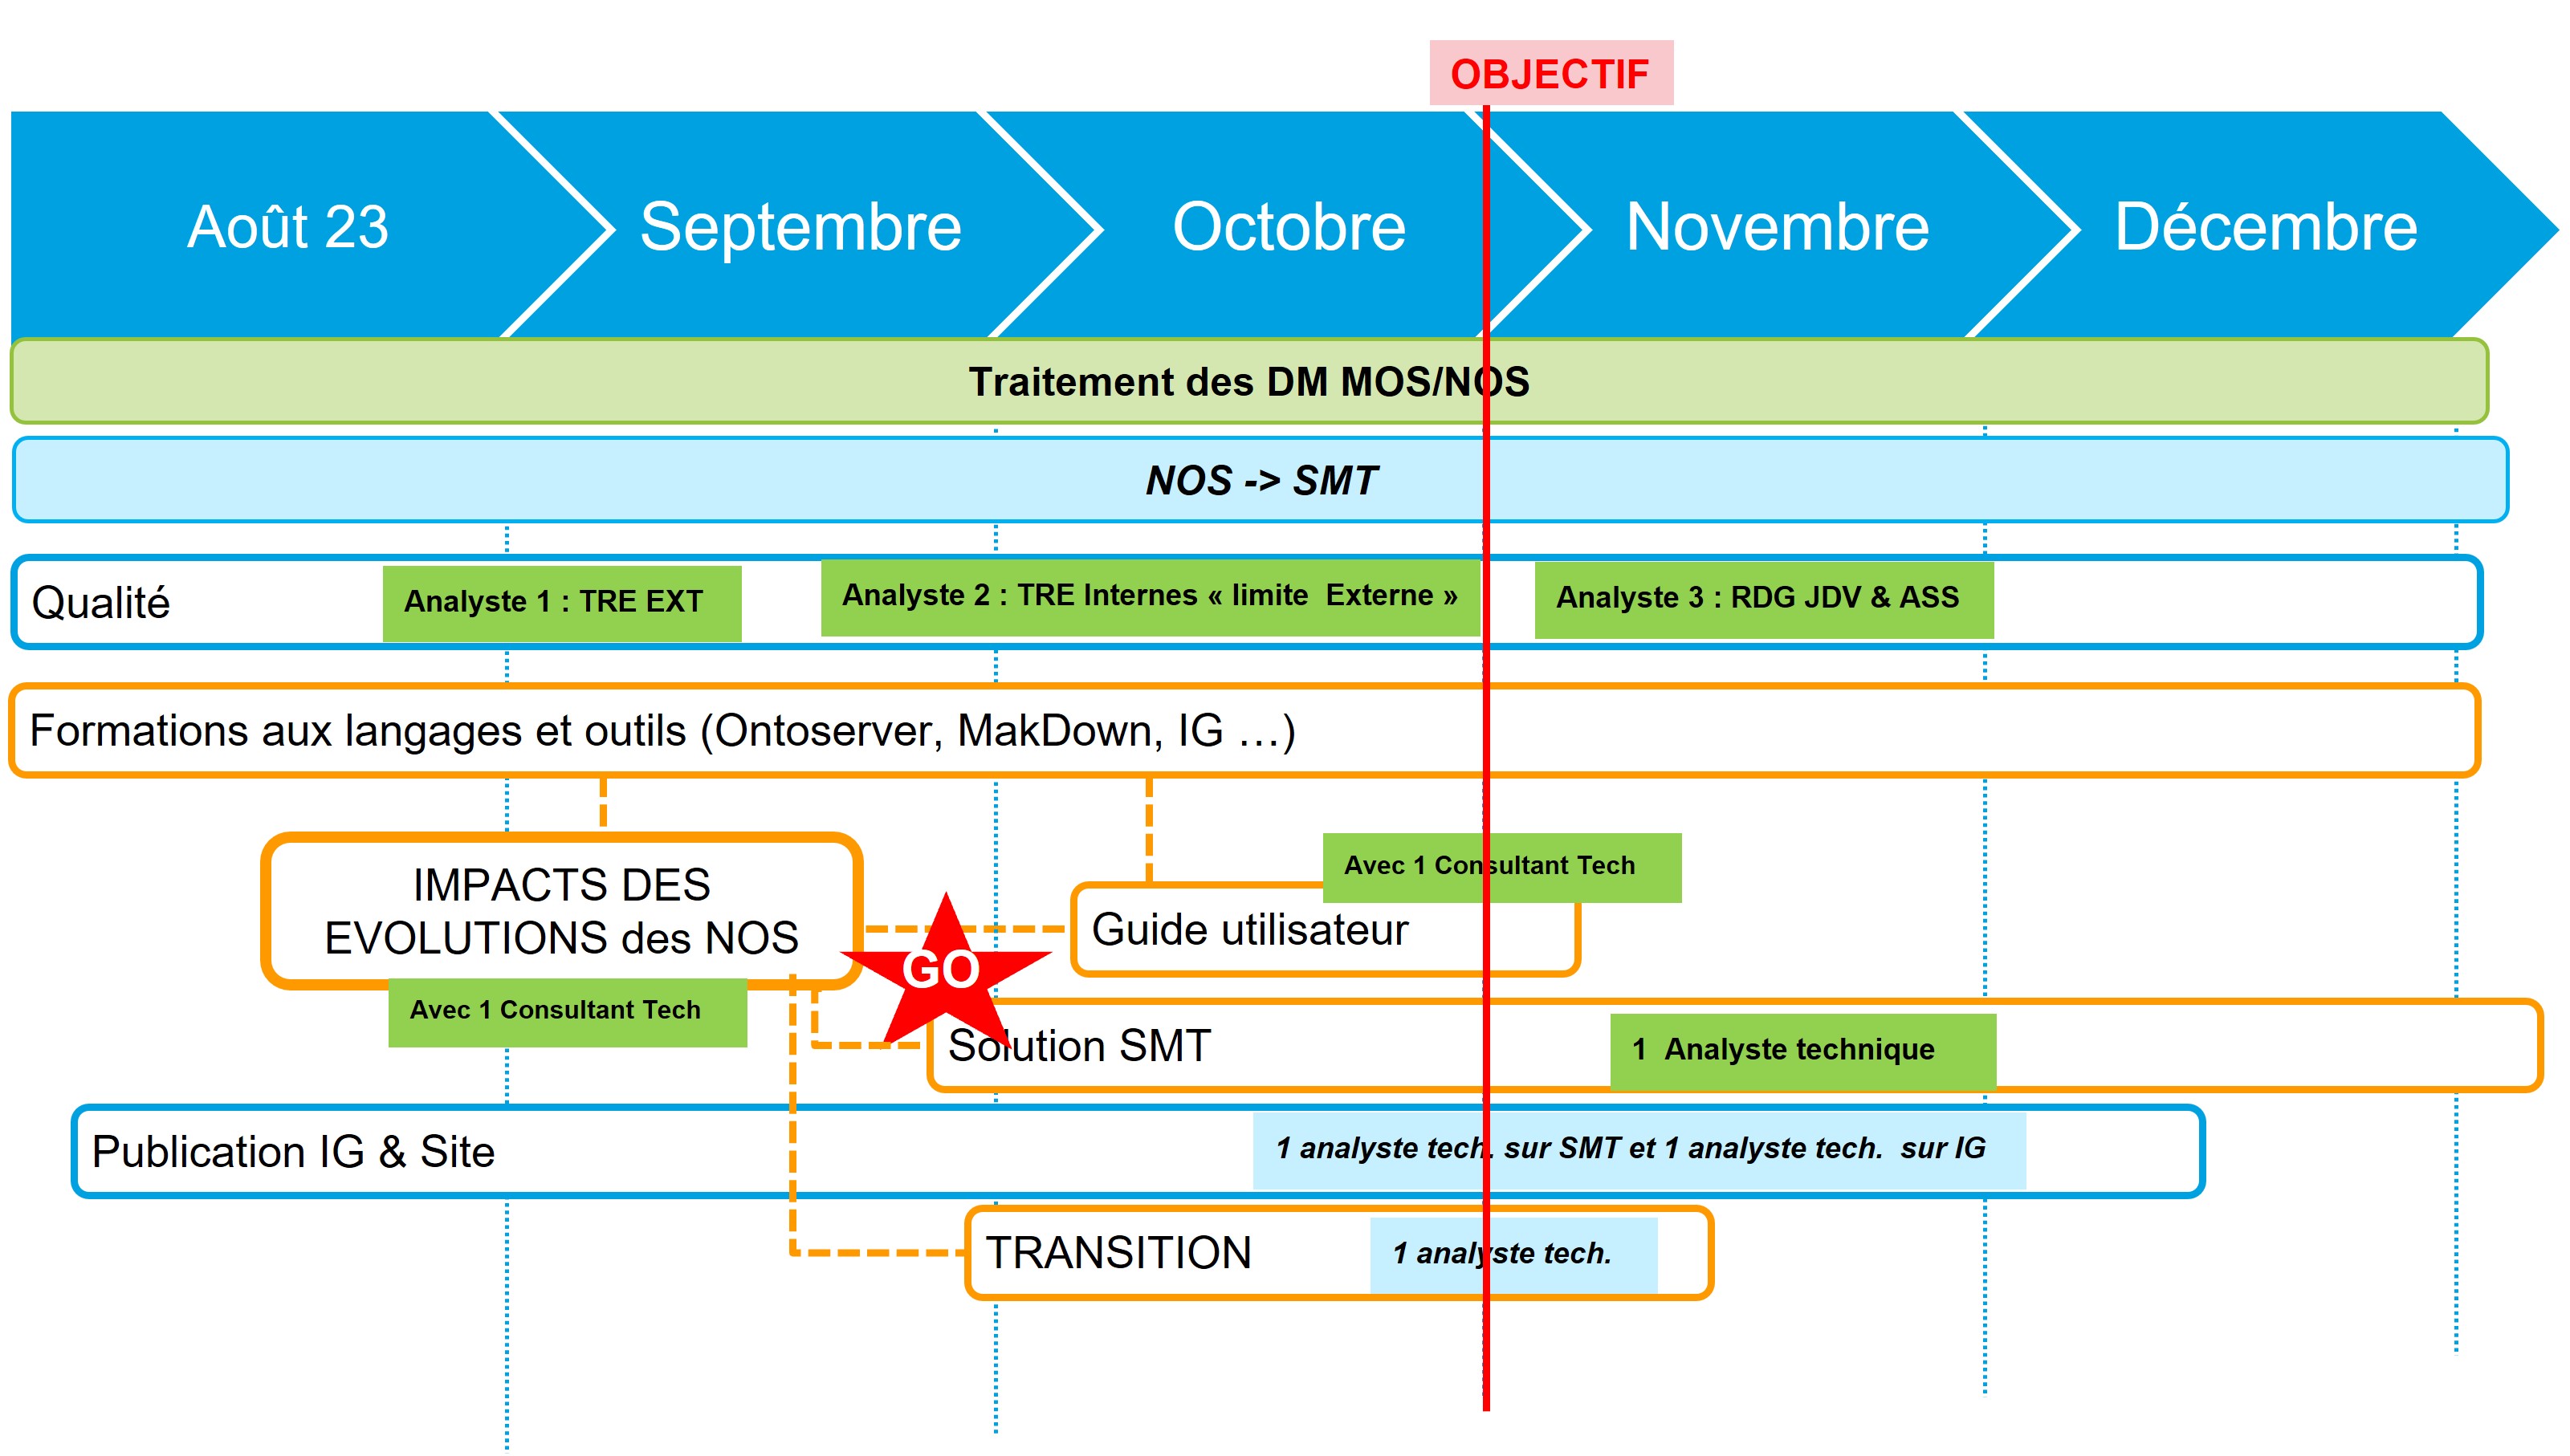 OBJECTIF
Août 23
Septembre
Octobre
Novembre
Décembre
Traitement des DM MOS/NOS
NOS -> SMT
Qualité
Analyste 1 : TRE EXT
Analyste 2 : TRE Internes « limite  Externe »
Analyste 3 : RDG JDV & ASS
Formations aux langages et outils (Ontoserver, MakDown, IG …)
IMPACTS DES
EVOLUTIONS des NOS
Avec 1 Consultant Tech
GO
Guide utilisateur
Avec 1 Consultant Tech
Solution SMT
1  Analyste technique
Publication IG & Site
1 analyste tech. sur SMT et 1 analyste tech.  sur IG
TRANSITION
1 analyste tech.